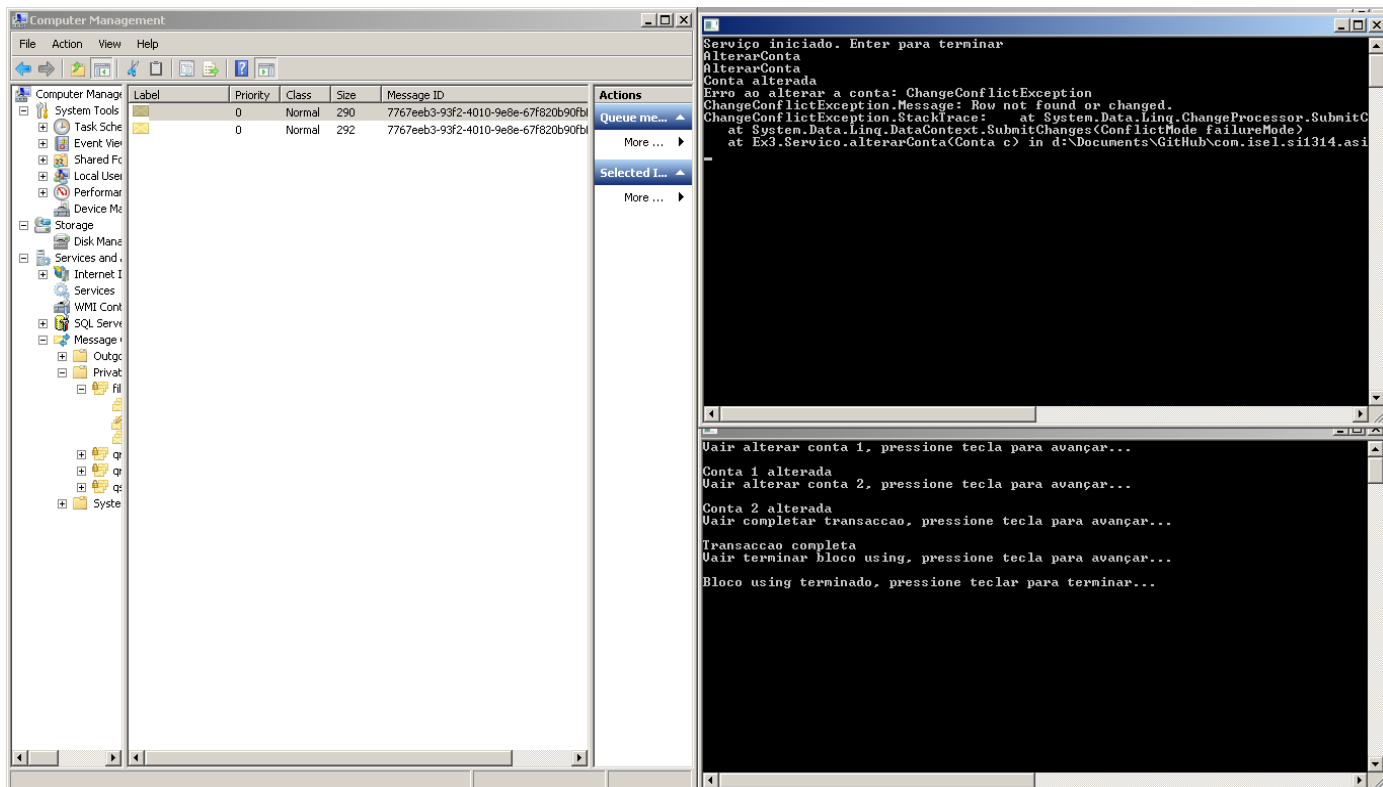 Computer Management
File Action View Help
Computer Manage
System Tools
Task Sche
Event Vie
Shared Fo
Local User
Performan
Device Ma
Storage
Disk Mana
Services and
Internet I
Services
WMI Cont
SQL Serve
Message
Outgo
Privat
fil
qr
qr
qs
Syste
Label Priority Class Size Message ID
0 Normal 290 7767eeb3-93f2-4010-9e8e-67f820b90fbl
0 Normal 292 7767eeb3-93f2-4010-9e8e-67f820b90fbl
Actions
Queue me...
More ...
Selected I...
More ...
Serviço iniciado. Enter para terminar
AlterarConta
AlterarConta
Conta alterada
Erro ao alterar a conta: ChangeConflictException
ChangeConflictException.Message: Row not found or changed.
ChangeConflictException.StackTrace: at System.Data.Linq.ChangeProcessor.SubmitC
at System.Data.Linq.DataContext.SubmitChanges(ConflictMode failureMode)
at Ex3.Servico.alterarConta(Conta c) in d:\Documents\GitHub\com.isel.si1314.asi
Vair alterar conta 1, pressione tecla para avançar...
Conta 1 alterada
Vair alterar conta 2, pressione tecla para avançar...
Conta 2 alterada
Vair completar transaccao, pressione tecla para avançar...
Transaccao completa
Vair terminar bloco using, pressione tecla para avançar...
Bloco using terminado, pressione teclar para terminar...